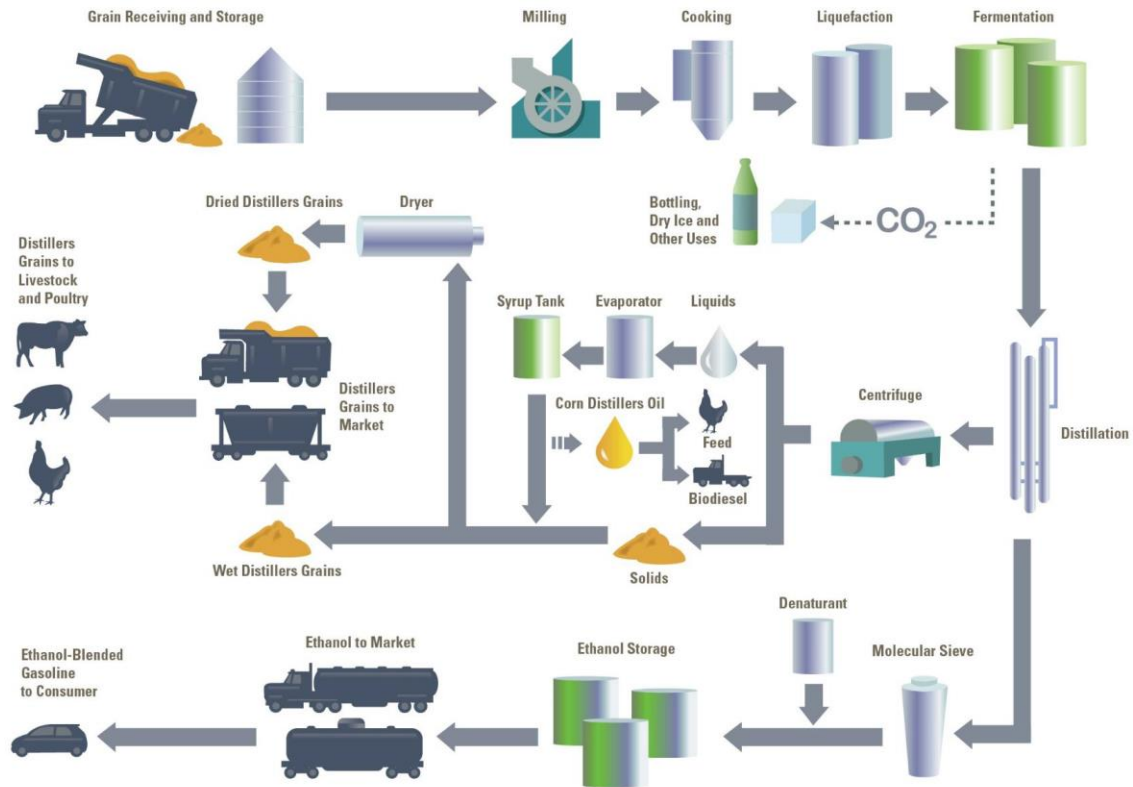 Grain Receiving and Storage
Milling
Cooking
Liquefaction
Fermentation
Bottling,
Dry Ice and
Other Uses
CO₂
Dried Distillers Grains
Dryer
Distillers
Grains to
Livestock
and Poultry
Syrup Tank
Evaporator
Liquids
Distillers
Grains to
Market
Corn Distillers Oil
Feed
Biodiesel
Centrifuge
Distillation
Wet Distillers Grains
Solids
Denaturant
Molecular Sieve
Ethanol Storage
Ethanol to Market
Ethanol-Blended
Gasoline
to Consumer